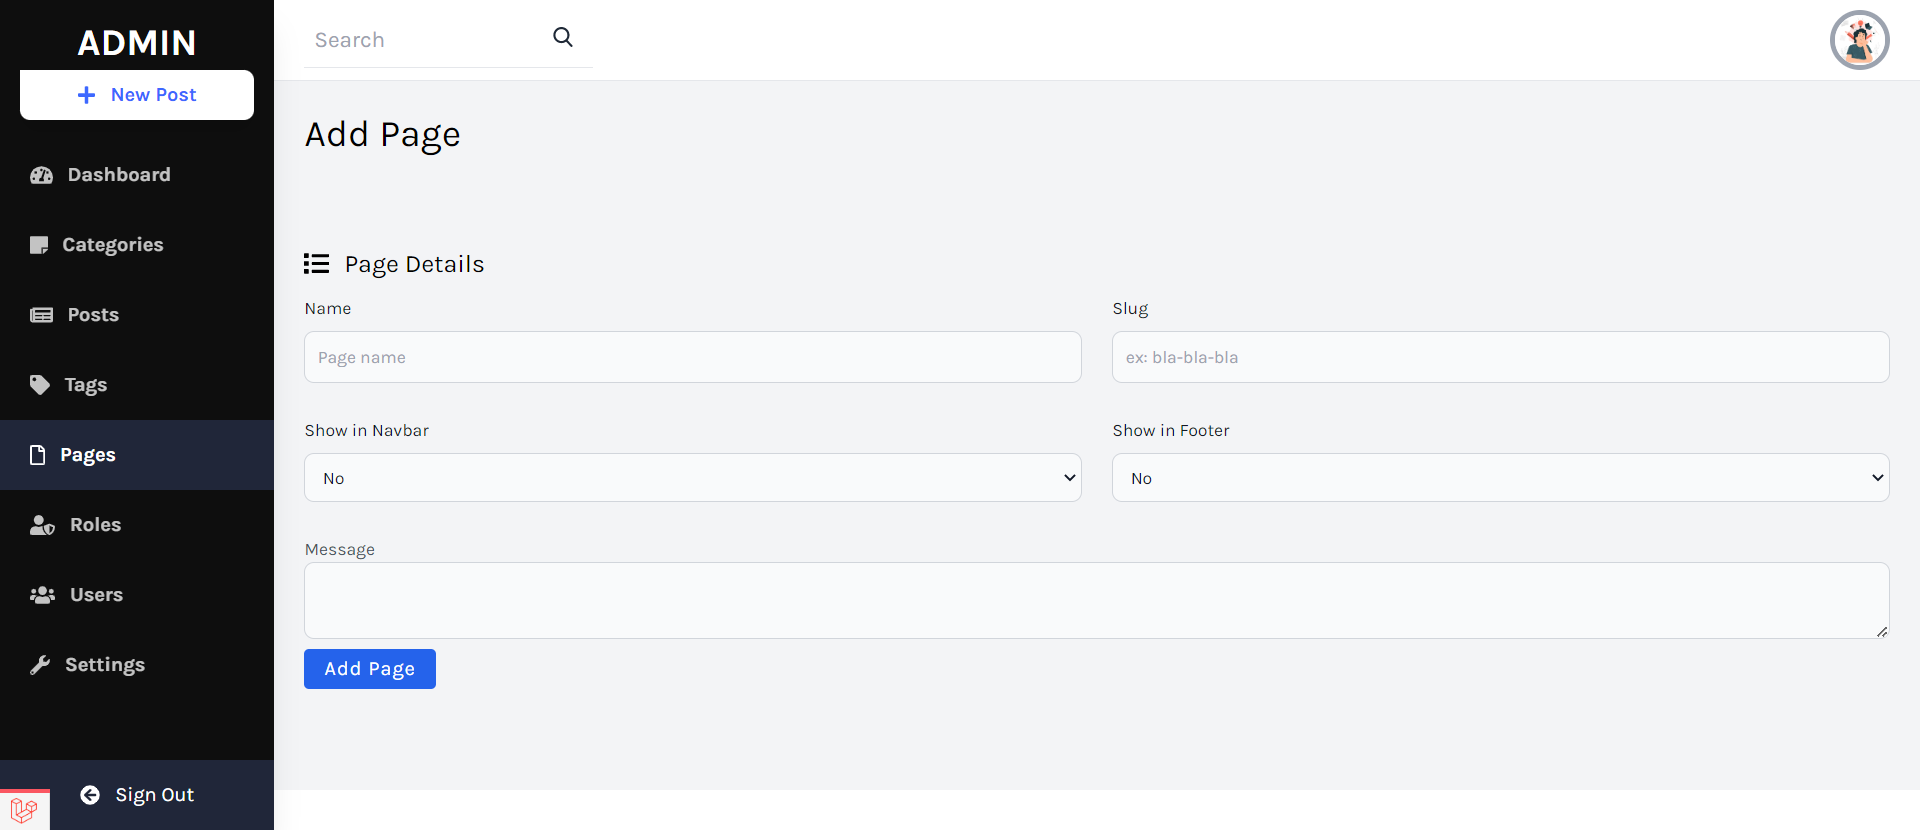 ADMIN
New Post
Dashboard
Categories
Posts
Tags
Pages
Roles
Users
Settings
Sign Out
Search
Add Page
Page Details
Name
Page name
Slug
ex: bla-bla-bla
Show in Navbar
No
Show in Footer
No
Message
Add Page